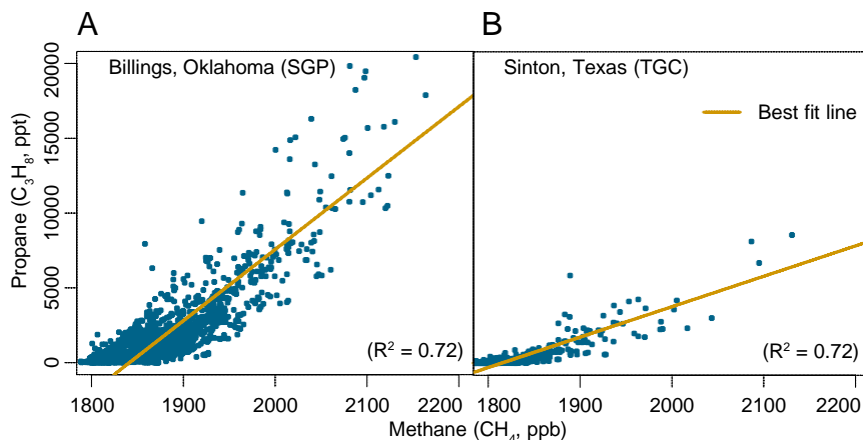 A
B
Billings, Oklahoma (SGP)
Sinton, Texas (TGC)
Best fit line
Propane (C₃H₈, ppt)
20000
15000
10000
5000
0
(R² = 0.72)
(R² = 0.72)
1800 1900 2000 2100 2200
1800 1900 2000 2100 2200
Methane (CH₄, ppb)